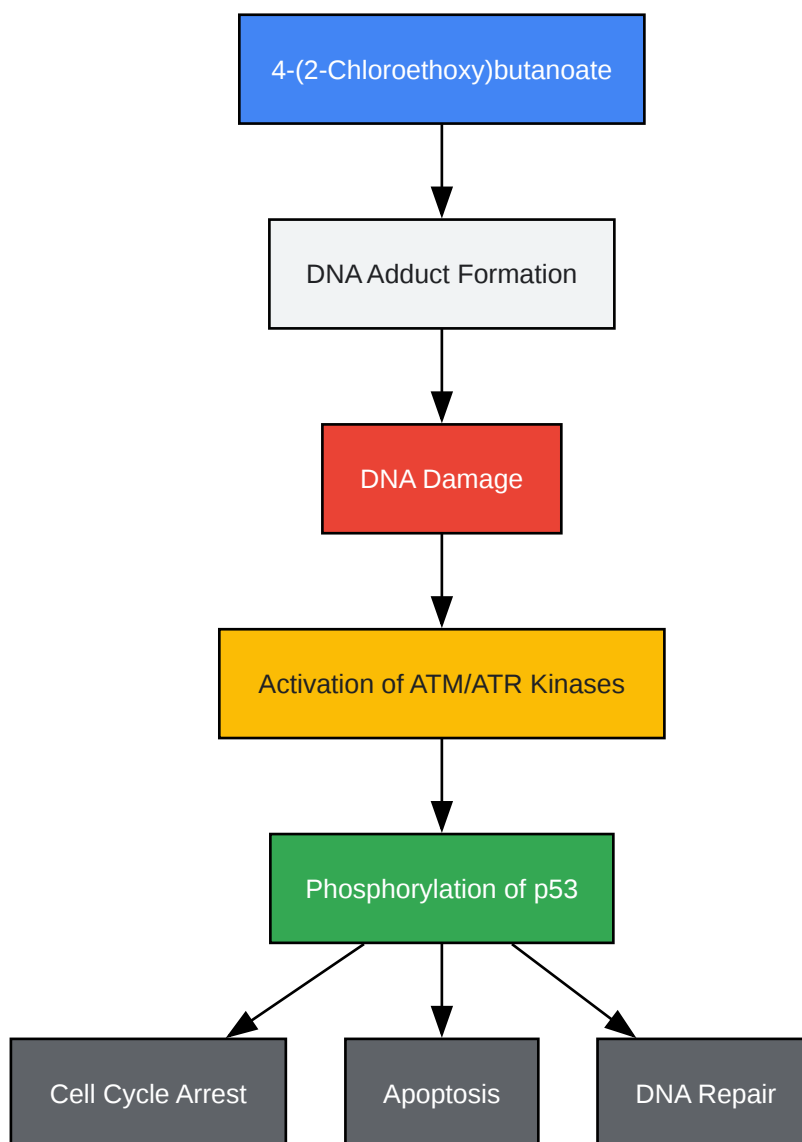 4-(2-Chloroethoxy)butanoate
DNA Adduct Formation
DNA Damage
Activation of ATM/ATR Kinases
Phosphorylation of p53
Cell Cycle Arrest
Apoptosis
DNA Repair